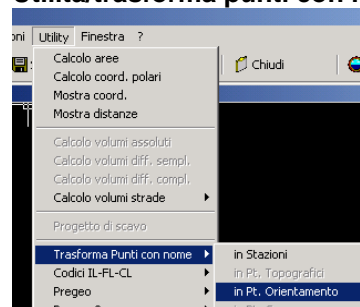 Utilità/trasforma punti con
oni Utility Finestra ?
Calcolo aree
Calcolo coord. polari
Mostra coord.
Mostra distanze
Chiudi
Calcolo volumi assoluti
Calcolo volumi diff. sempl.
Calcolo volumi diff. compl.
Calcolo volumi strade
Progetto di scavo
Trasforma Punti con nome
in Stazioni
Codici IL-FL-CL
in Pt. Topografici
Pregeo
in Pt. Orientamento